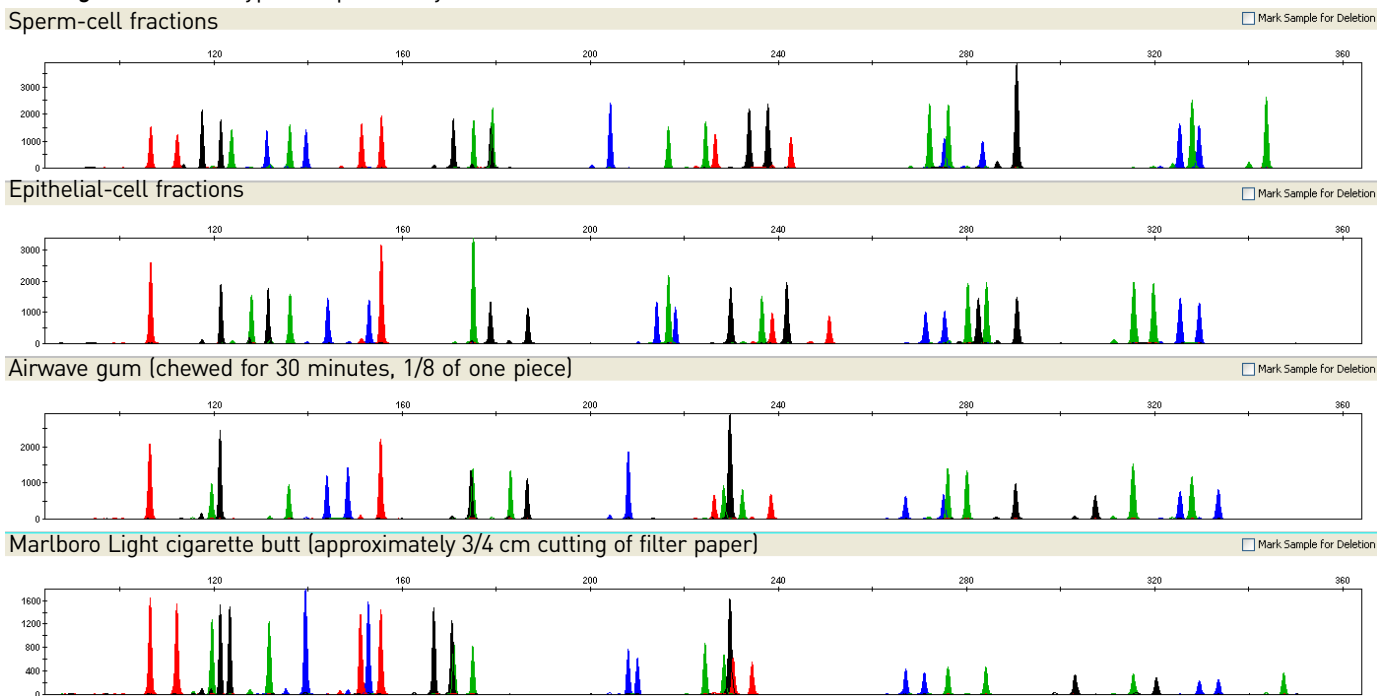 Sperm-cell fractions
Mark Sample for Deletion
120 160 200 240 280 320 360
3000
2000
1000
0
Epithelial-cell fractions
Mark Sample for Deletion
120 160 200 240 280 320 360
3000
2000
1000
0
Airwave gum (chewed for 30 minutes, 1/8 of one piece)
Mark Sample for Deletion
120 160 200 240 280 320 360
2000
1000
0
Marlboro Light cigarette butt (approximately 3/4 cm cutting of filter paper)
Mark Sample for Deletion
120 160 200 240 280 320 360
1600
1200
800
400
0